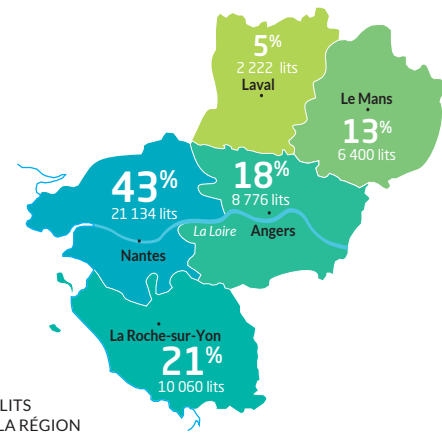 5%
2 222 lits
Laval
Le Mans
13%
6 400 lits
43%
21 134 lits
18%
8 776 lits
La Loire
Angers
Nantes
La Roche-sur-Yon
21%
10 060 lits
LITS
LA RÉGION